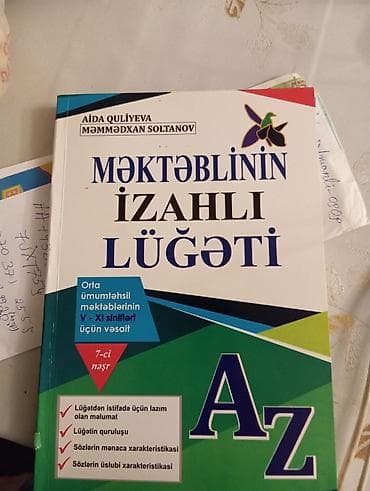 AİDA QULİYEVA
MƏMMƏDXAN SOLTANOV
MƏKTƏBLİNİN
İZAHLI
LÜĞƏTİ
Orta
ümumtəhsil
məktəblərinin
V - XI sinifləri
üçün vəsait
7-ci
nəşr
Lüğətdən istifadə üçün lazım
olan məlumat
Lüğətin quruluşu
Sözlərin mənaca xarakteristikası
Sözlərin üslubi xarakteristikası
AZ